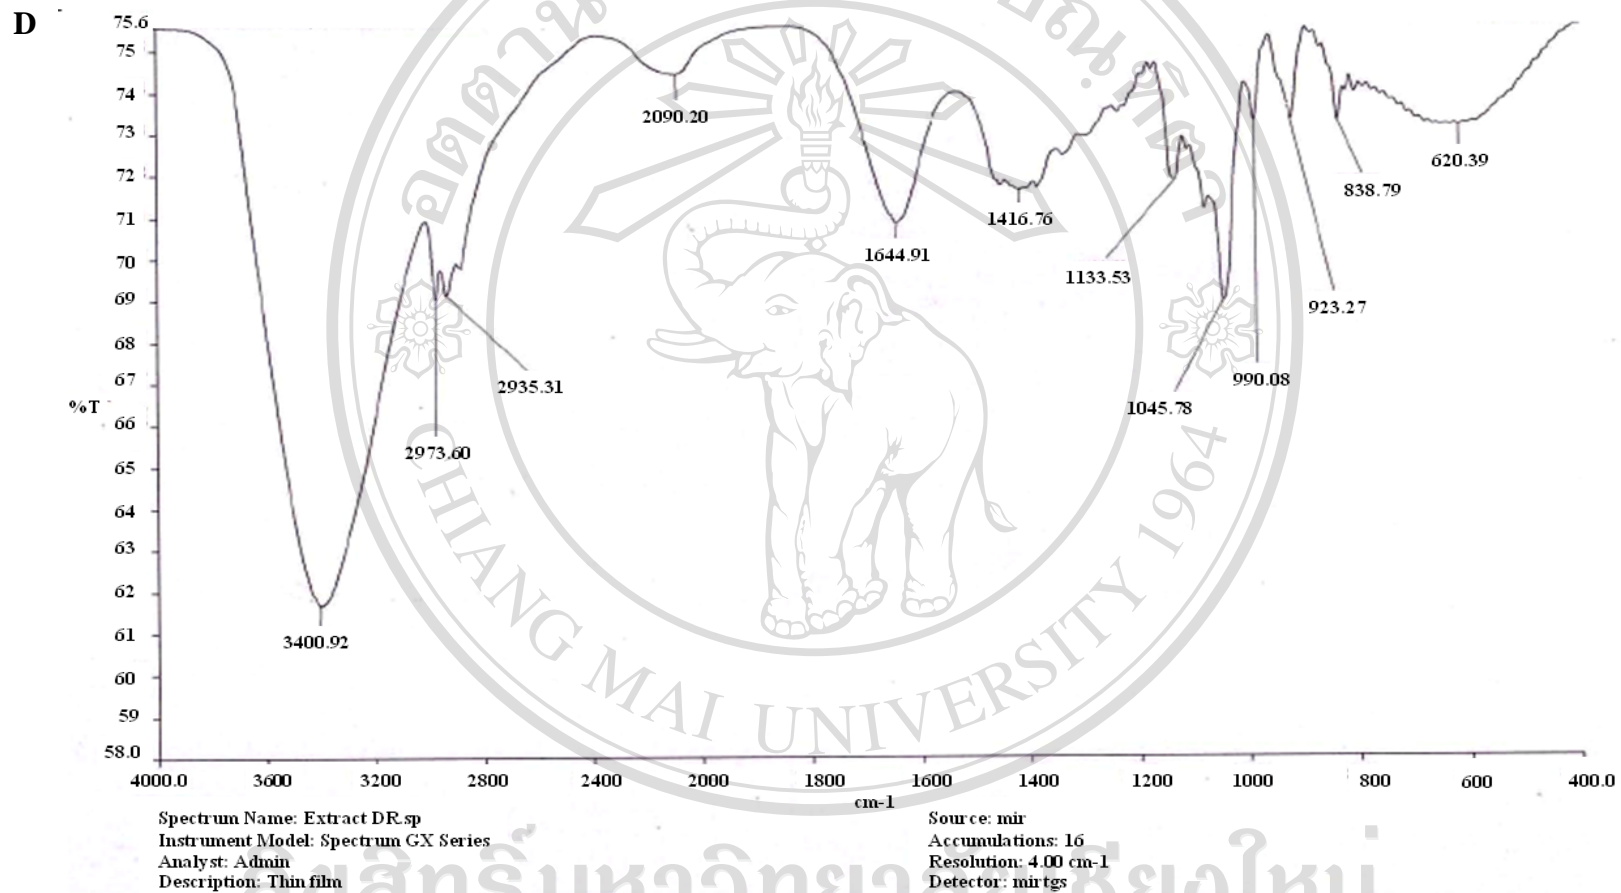 D
75.6
75
74
73
72
71
70
69
68
67
%T
66
65
64
63
62
61
60
59
58.0
2090.20
620.39
838.79
1416.76
1644.91
1133.53
923.27
2935.31
990.08
1045.78
2973.60
3400.92
4000.0 3600 3200 2800 2400 2000 1800 1600 1400 1200 1000 800 600 400.0
cm-1
Spectrum Name: Extract DR.sp
Instrument Model: Spectrum GX Series
Analyst: Admin
Description: Thin film
Source: mir
Accumulations: 16
Resolution: 4.00 cm-1
Detector: mirtgs
CHIANG MAI UNIVERSITY 1964